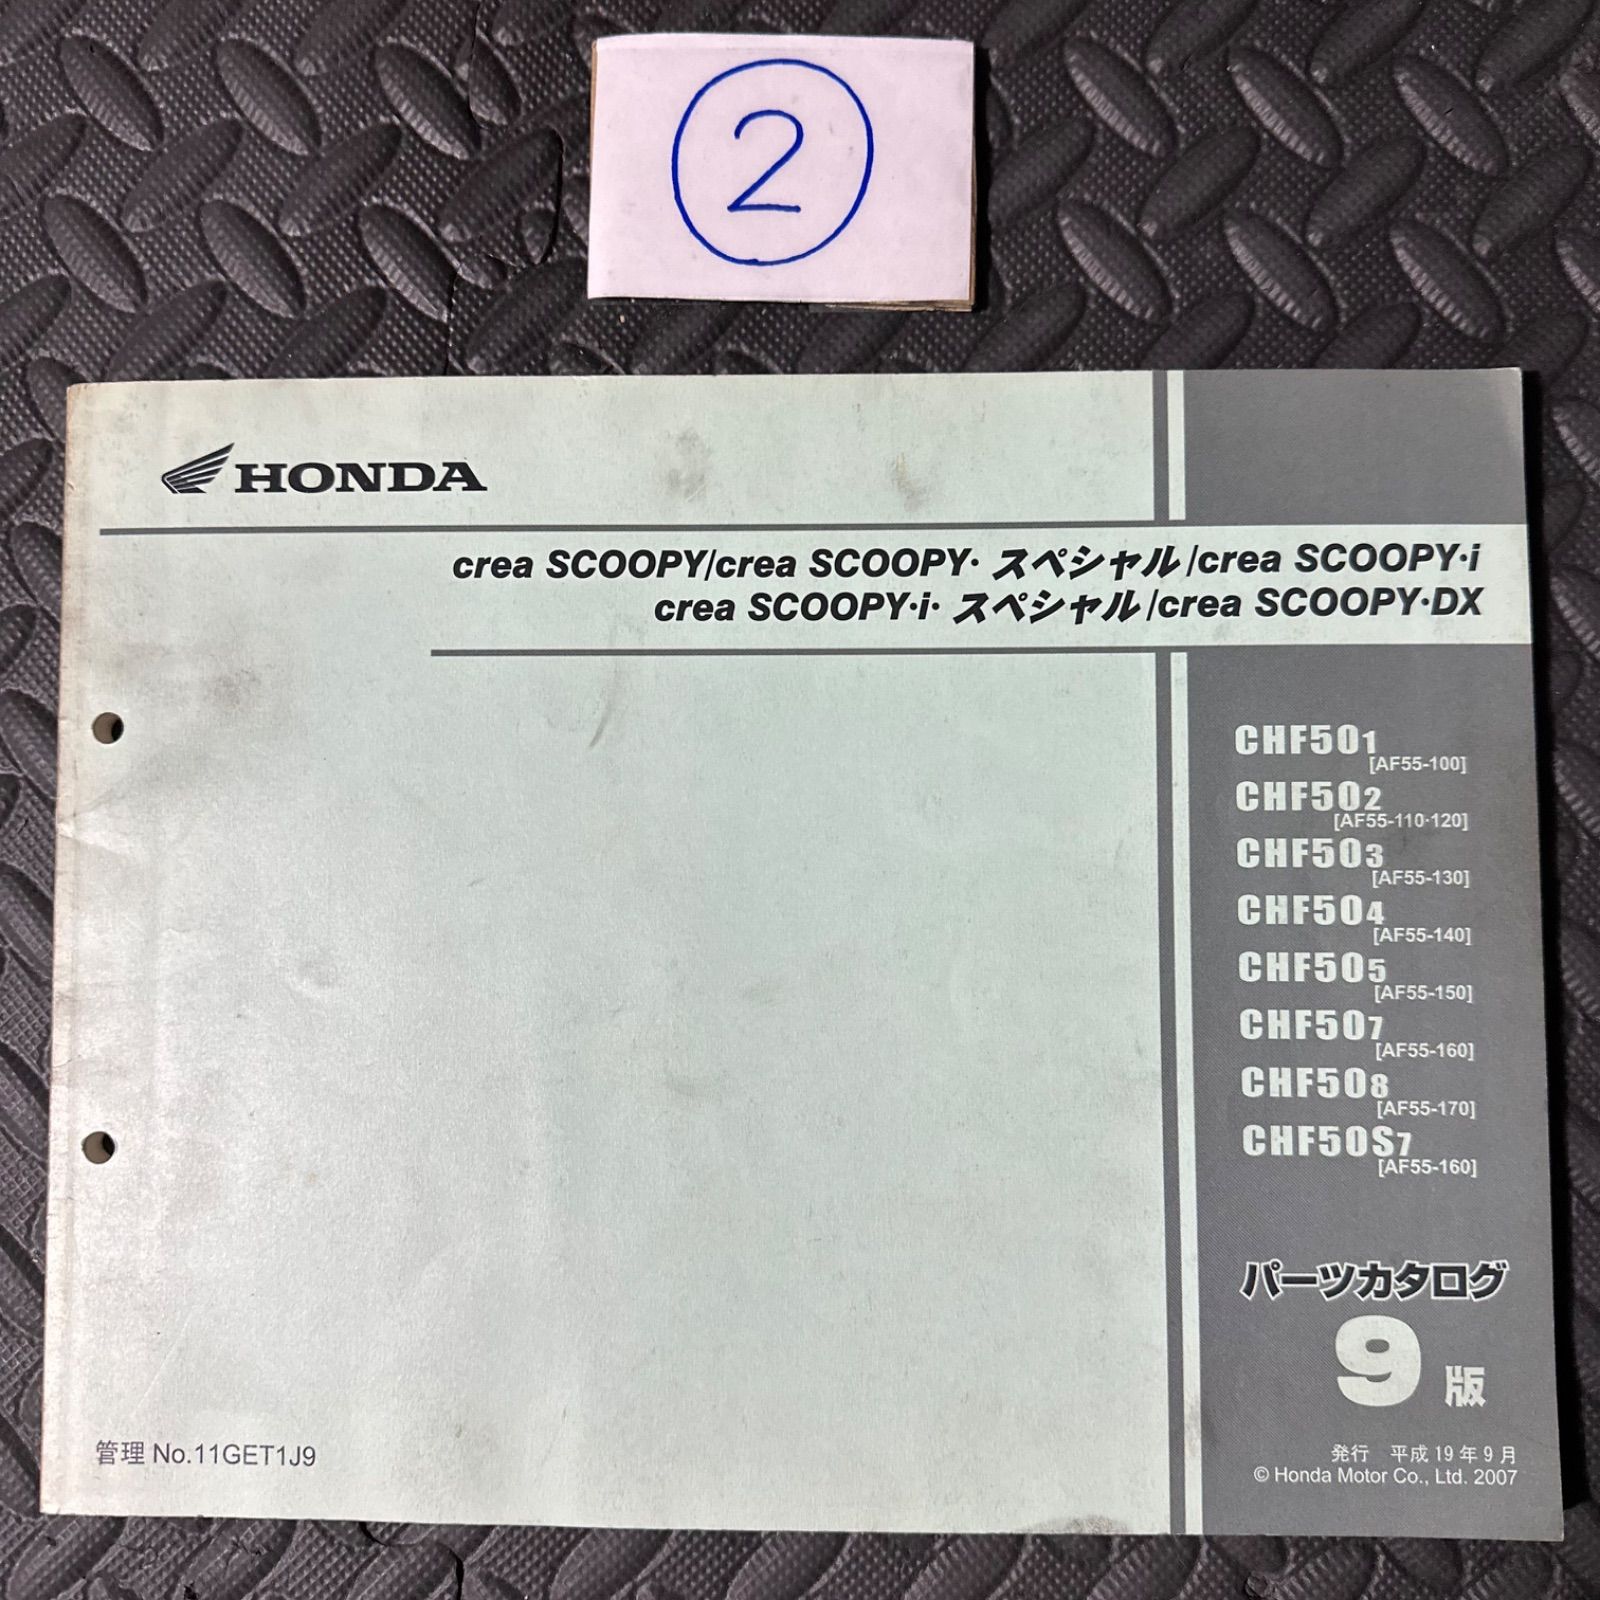 2
HONDA
crea SCOOPY/crea SCOOPY・スペシャル/crea SCOOPY・i
crea SCOOPY・i・スペシャル/crea SCOOPY・DX
CHF501
[AF55-100]
CHF502
[AF55-110・120]
CHF503
[AF55-130]
CHF504
[AF55-140]
CHF505
[AF55-150]
CHF507
[AF55-160]
CHF508
[AF55-170]
CHF50S7
[AF55-160]
パーツカタログ
9版
管理 No.11GET1J9
発行 平成19年9月
© Honda Motor Co., Ltd. 2007